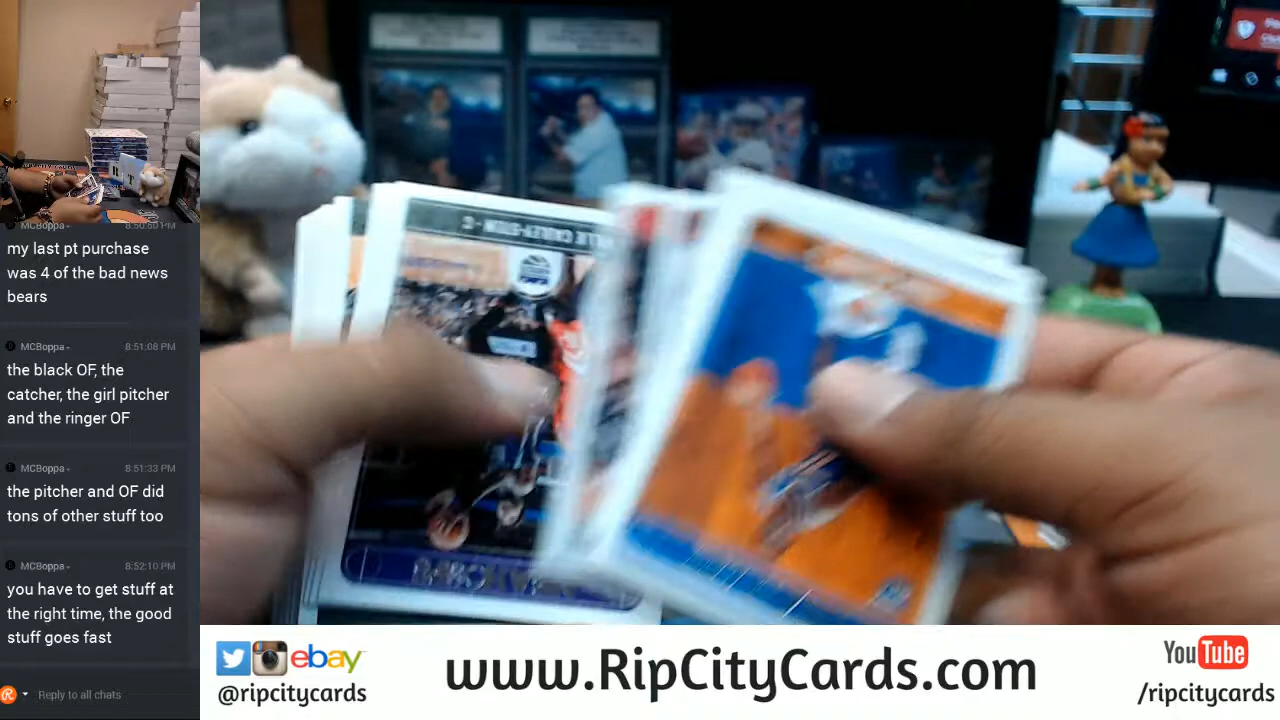 MCBoppa
my last pt purchase
was 4 of the bad news
bears
MCBoppa 8:51:08 PM
the black OF, the
catcher, the girl pitcher
and the ringer OF
MCBoppa 8:51:33 PM
the pitcher and OF did
tons of other stuff too
MCBoppa 8:52:10 PM
you have to get stuff at
the right time, the good
stuff goes fast
Reply to all chats
ebay
@ripcitycards
www.RipCityCards.com
YouTube
/ripcitycards